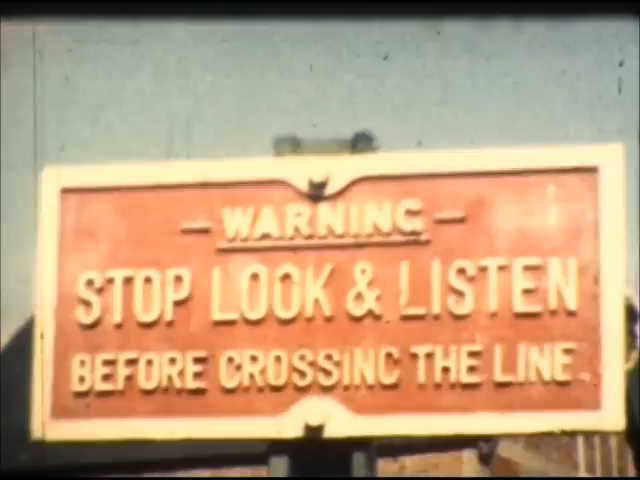 — WARNING —
STOP LOOK & LISTEN
BEFORE CROSSING THE LINE